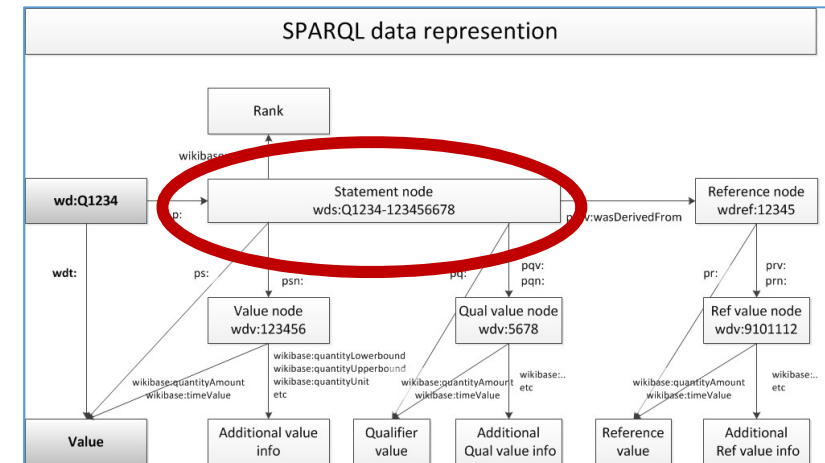 SPARQL data represention
Rank
wikibase:
wd:Q1234
p:
Statement node
wds:Q1234-123456678
Reference node
wdref:12345
:wasDerivedFrom
wdt:
ps:
psn:
pq:
pqv:
pqn:
pr:
prv:
prn:
Value node
wdv:123456
Qual value node
wdv:5678
Ref value node
wdv:9101112
wikibase:quantityLowerbound
wikibase:quantityUpperbound
wikibase:quantityUnit
etc
wikibase:quantityAmount
wikibase:timeValue
wikibase:quantityAmount
wikibase:timeValue
wikibase:..
etc
wikibase:quantityAmount
wikibase:timeValue
wikibase:..
etc
Value
Additional value
info
Qualifier
value
Additional
Qual value info
Reference
value
Additional
Ref value info